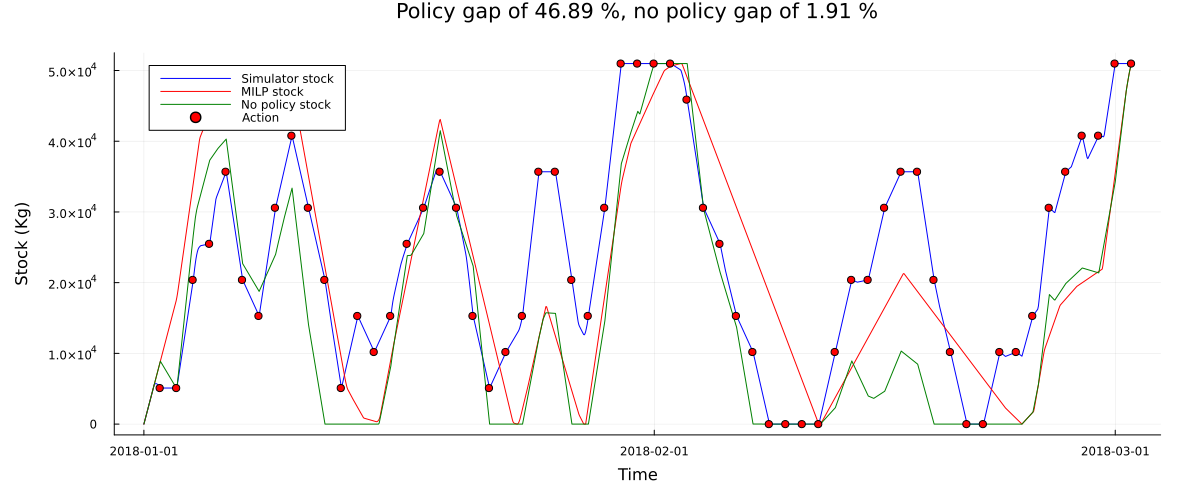 Policy gap of 46.89 %, no policy gap of 1.91 %
Stock (Kg)
5.0×10⁴
4.0×10⁴
3.0×10⁴
2.0×10⁴
1.0×10⁴
0
Simulator stock
MILP stock
No policy stock
Action
2018-01-01
2018-02-01
2018-03-01
Time